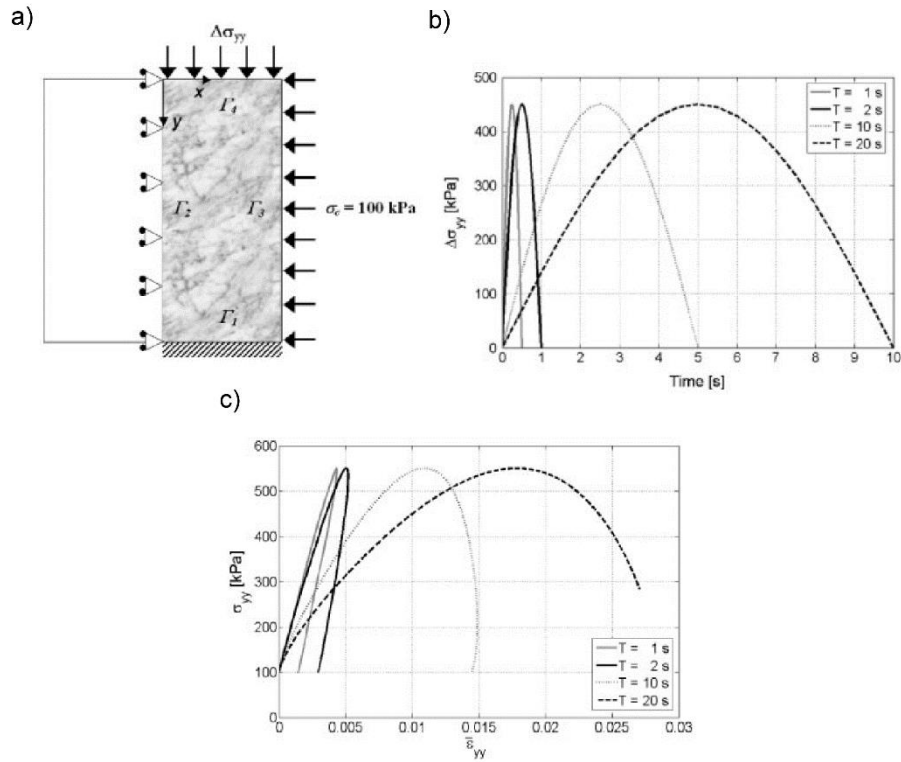 a)
Δσyy
x
y
Γ4
Γ2
Γ3
Γ1
σc = 100 kPa
b)
500
400
300
200
100
0
Δσyy [kPa]
0 1 2 3 4 5 6 7 8 9 10
Time [s]
T = 1 s
T = 2 s
T = 10 s
T = 20 s
c)
600
500
400
300
200
100
0
σyy [kPa]
0 0.005 0.01 0.015 0.02 0.025 0.03
ε̄yy
T = 1 s
T = 2 s
T = 10 s
T = 20 s